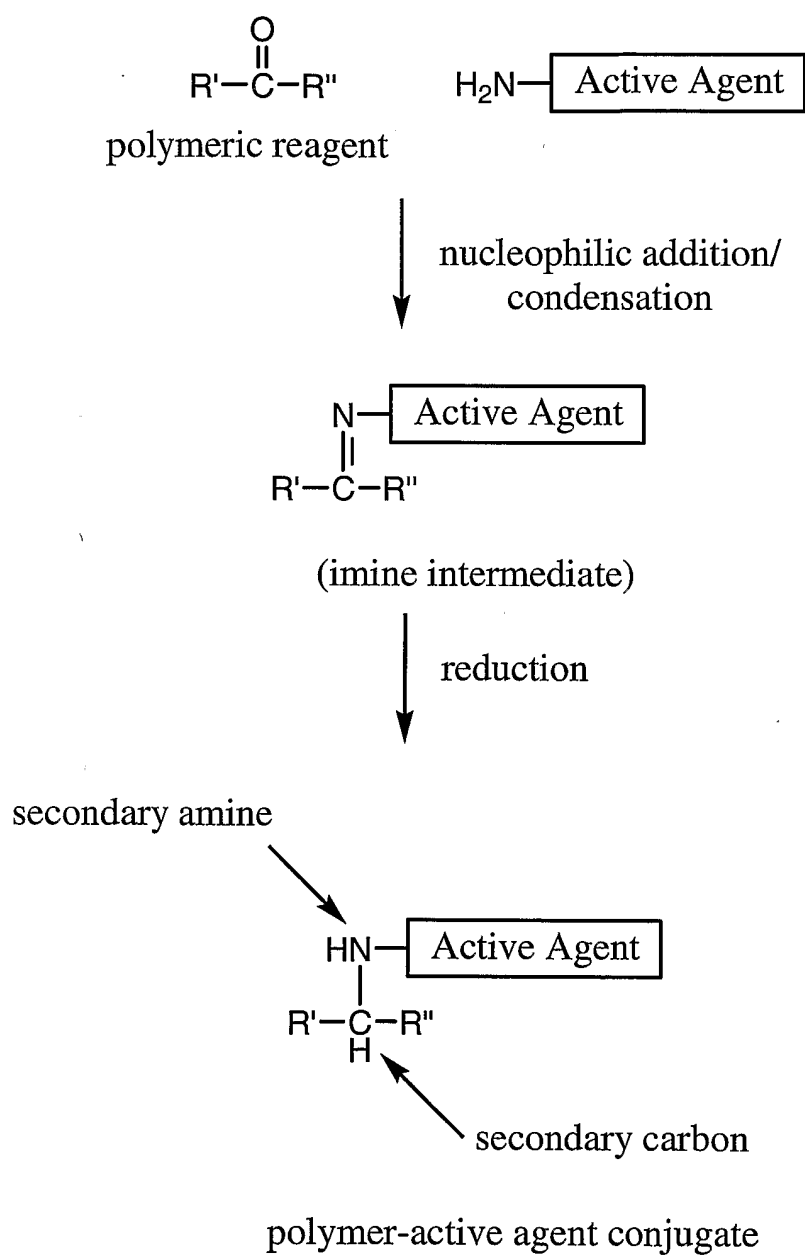 O
R'–C–R"
H₂N– Active Agent
polymeric reagent
nucleophilic addition/
condensation
N– Active Agent
R'–C–R"
(imine intermediate)
reduction
secondary amine
HN– Active Agent
R'–C–R"
H
secondary carbon
polymer-active agent conjugate